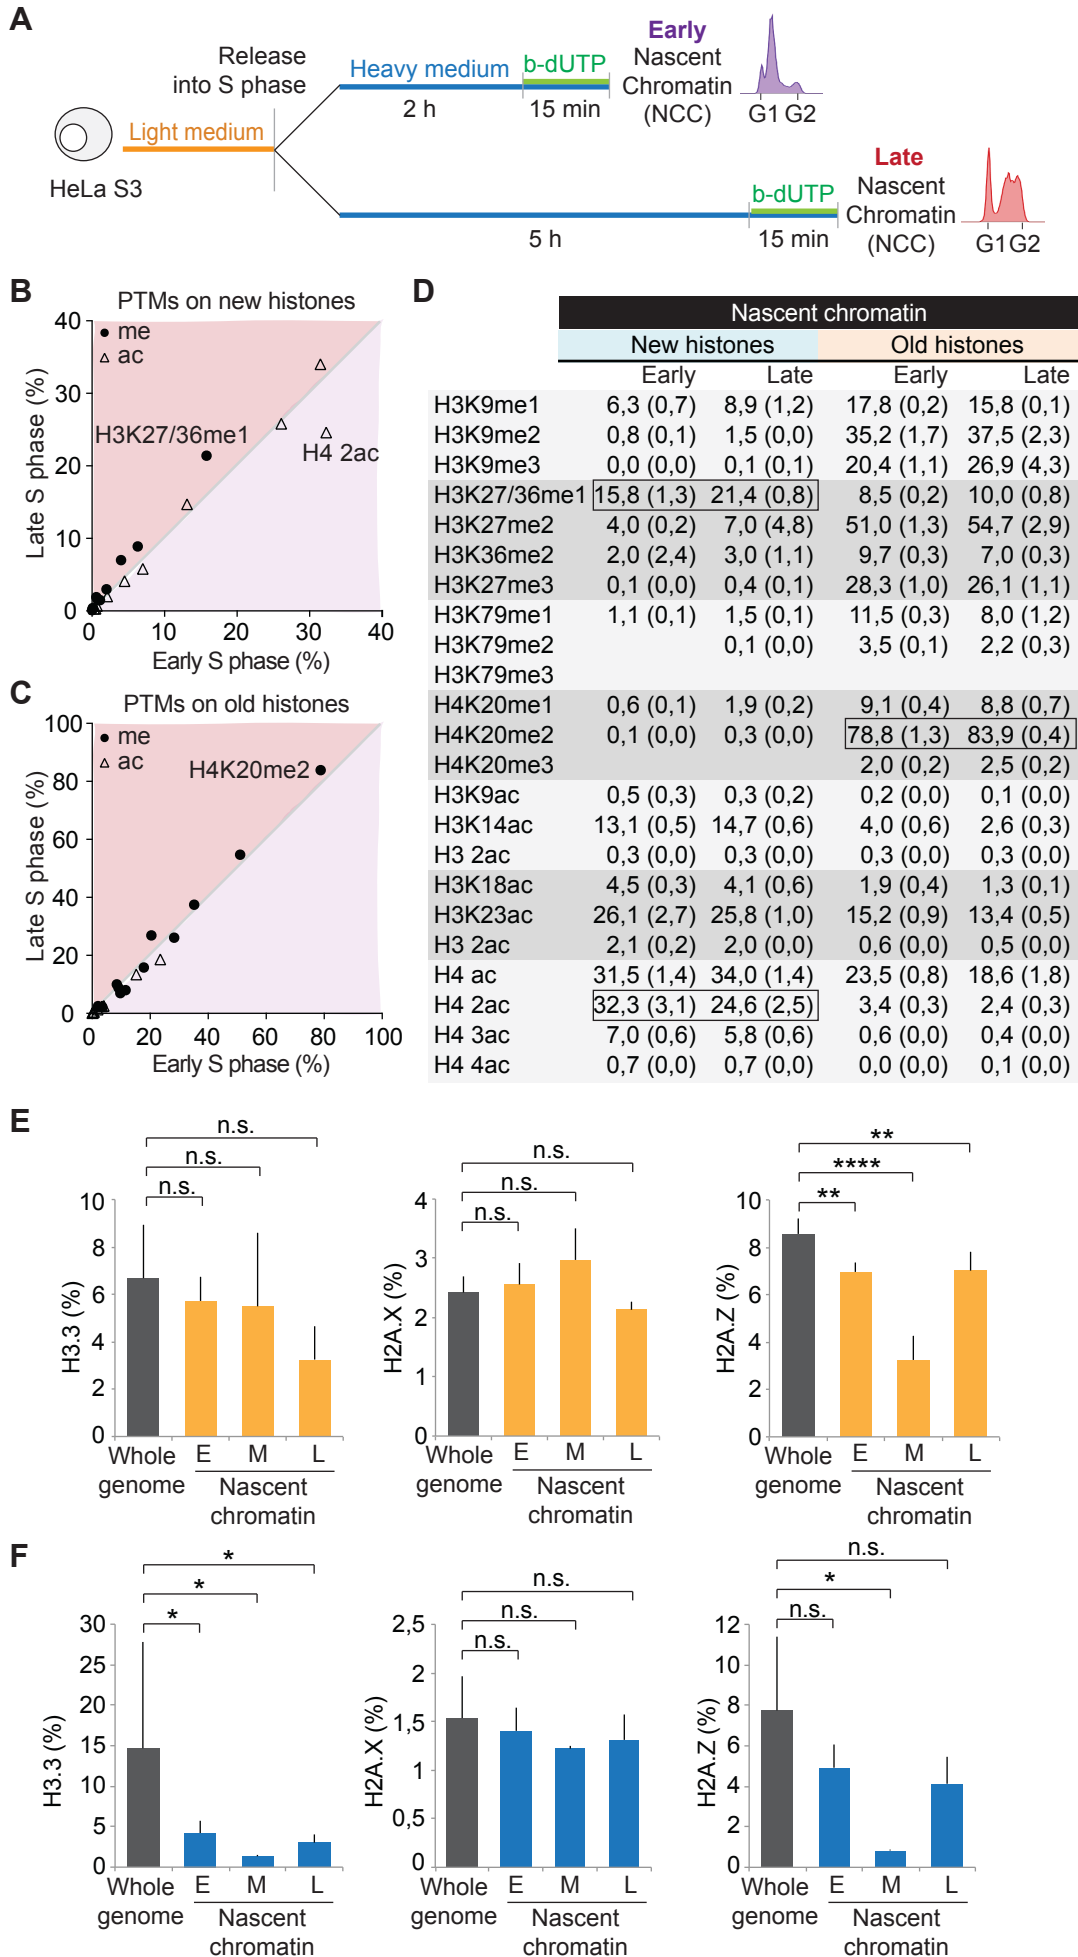 A
Release
into S phase
Light medium
HeLa S3
Heavy medium
2 h
b-dUTP
15 min
Early
Nascent
Chromatin
(NCC)
G1 G2
5 h
b-dUTP
15 min
Late
Nascent
Chromatin
(NCC)
G1 G2
B
PTMs on new histones
me
ac
H3K27/36me1
H4 2ac
Late S phase (%)
40
30
20
10
0
0 10 20 30 40
Early S phase (%)
C
PTMs on old histones
me
ac
H4K20me2
Late S phase (%)
100
80
60
40
20
0
0 20 40 60 80 100
Early S phase (%)
D
Nascent chromatin
New histones Old histones
Early Late Early Late
H3K9me1 6,3 (0,7) 8,9 (1,2) 17,8 (0,2) 15,8 (0,1)
H3K9me2 0,8 (0,1) 1,5 (0,0) 35,2 (1,7) 37,5 (2,3)
H3K9me3 0,0 (0,0) 0,1 (0,1) 20,4 (1,1) 26,9 (4,3)
H3K27/36me1 15,8 (1,3) 21,4 (0,8) 8,5 (0,2) 10,0 (0,8)
H3K27me2 4,0 (0,2) 7,0 (4,8) 51,0 (1,3) 54,7 (2,9)
H3K36me2 2,0 (2,4) 3,0 (1,1) 9,7 (0,3) 7,0 (0,3)
H3K27me3 0,1 (0,0) 0,4 (0,1) 28,3 (1,0) 26,1 (1,1)
H3K79me1 1,1 (0,1) 1,5 (0,1) 11,5 (0,3) 8,0 (1,2)
H3K79me2 0,1 (0,0) 3,5 (0,1) 2,2 (0,3)
H3K79me3
H4K20me1 0,6 (0,1) 1,9 (0,2) 9,1 (0,4) 8,8 (0,7)
H4K20me2 0,1 (0,0) 0,3 (0,0) 78,8 (1,3) 83,9 (0,4)
H4K20me3 2,0 (0,2) 2,5 (0,2)
H3K9ac 0,5 (0,3) 0,3 (0,2) 0,2 (0,0) 0,1 (0,0)
H3K14ac 13,1 (0,5) 14,7 (0,6) 4,0 (0,6) 2,6 (0,3)
H3 2ac 0,3 (0,0) 0,3 (0,0) 0,3 (0,0) 0,3 (0,0)
H3K18ac 4,5 (0,3) 4,1 (0,6) 1,9 (0,4) 1,3 (0,1)
H3K23ac 26,1 (2,7) 25,8 (1,0) 15,2 (0,9) 13,4 (0,5)
H3 2ac 2,1 (0,2) 2,0 (0,0) 0,6 (0,0) 0,5 (0,0)
H4 ac 31,5 (1,4) 34,0 (1,4) 23,5 (0,8) 18,6 (1,8)
H4 2ac 32,3 (3,1) 24,6 (2,5) 3,4 (0,3) 2,4 (0,3)
H4 3ac 7,0 (0,6) 5,8 (0,6) 0,6 (0,0) 0,4 (0,0)
H4 4ac 0,7 (0,0) 0,7 (0,0) 0,0 (0,0) 0,1 (0,0)
E
n.s.
n.s.
n.s.
H3.3 (%)
10
8
6
4
2
0
Whole
genome
E M L
Nascent
chromatin
n.s.
n.s.
n.s.
H2A.X (%)
4
3
2
1
0
Whole
genome
E M L
Nascent
chromatin
**
****
**
H2A.Z (%)
10
8
6
4
2
0
Whole
genome
E M L
Nascent
chromatin
F
*
*
*
H3.3 (%)
30
25
20
15
10
5
0
Whole
genome
E M L
Nascent
chromatin
n.s.
n.s.
n.s.
H2A.X (%)
2,5
2
1,5
1
0,5
0
Whole
genome
E M L
Nascent
chromatin
n.s.
*
n.s.
H2A.Z (%)
12
10
8
6
4
2
0
Whole
genome
E M L
Nascent
chromatin